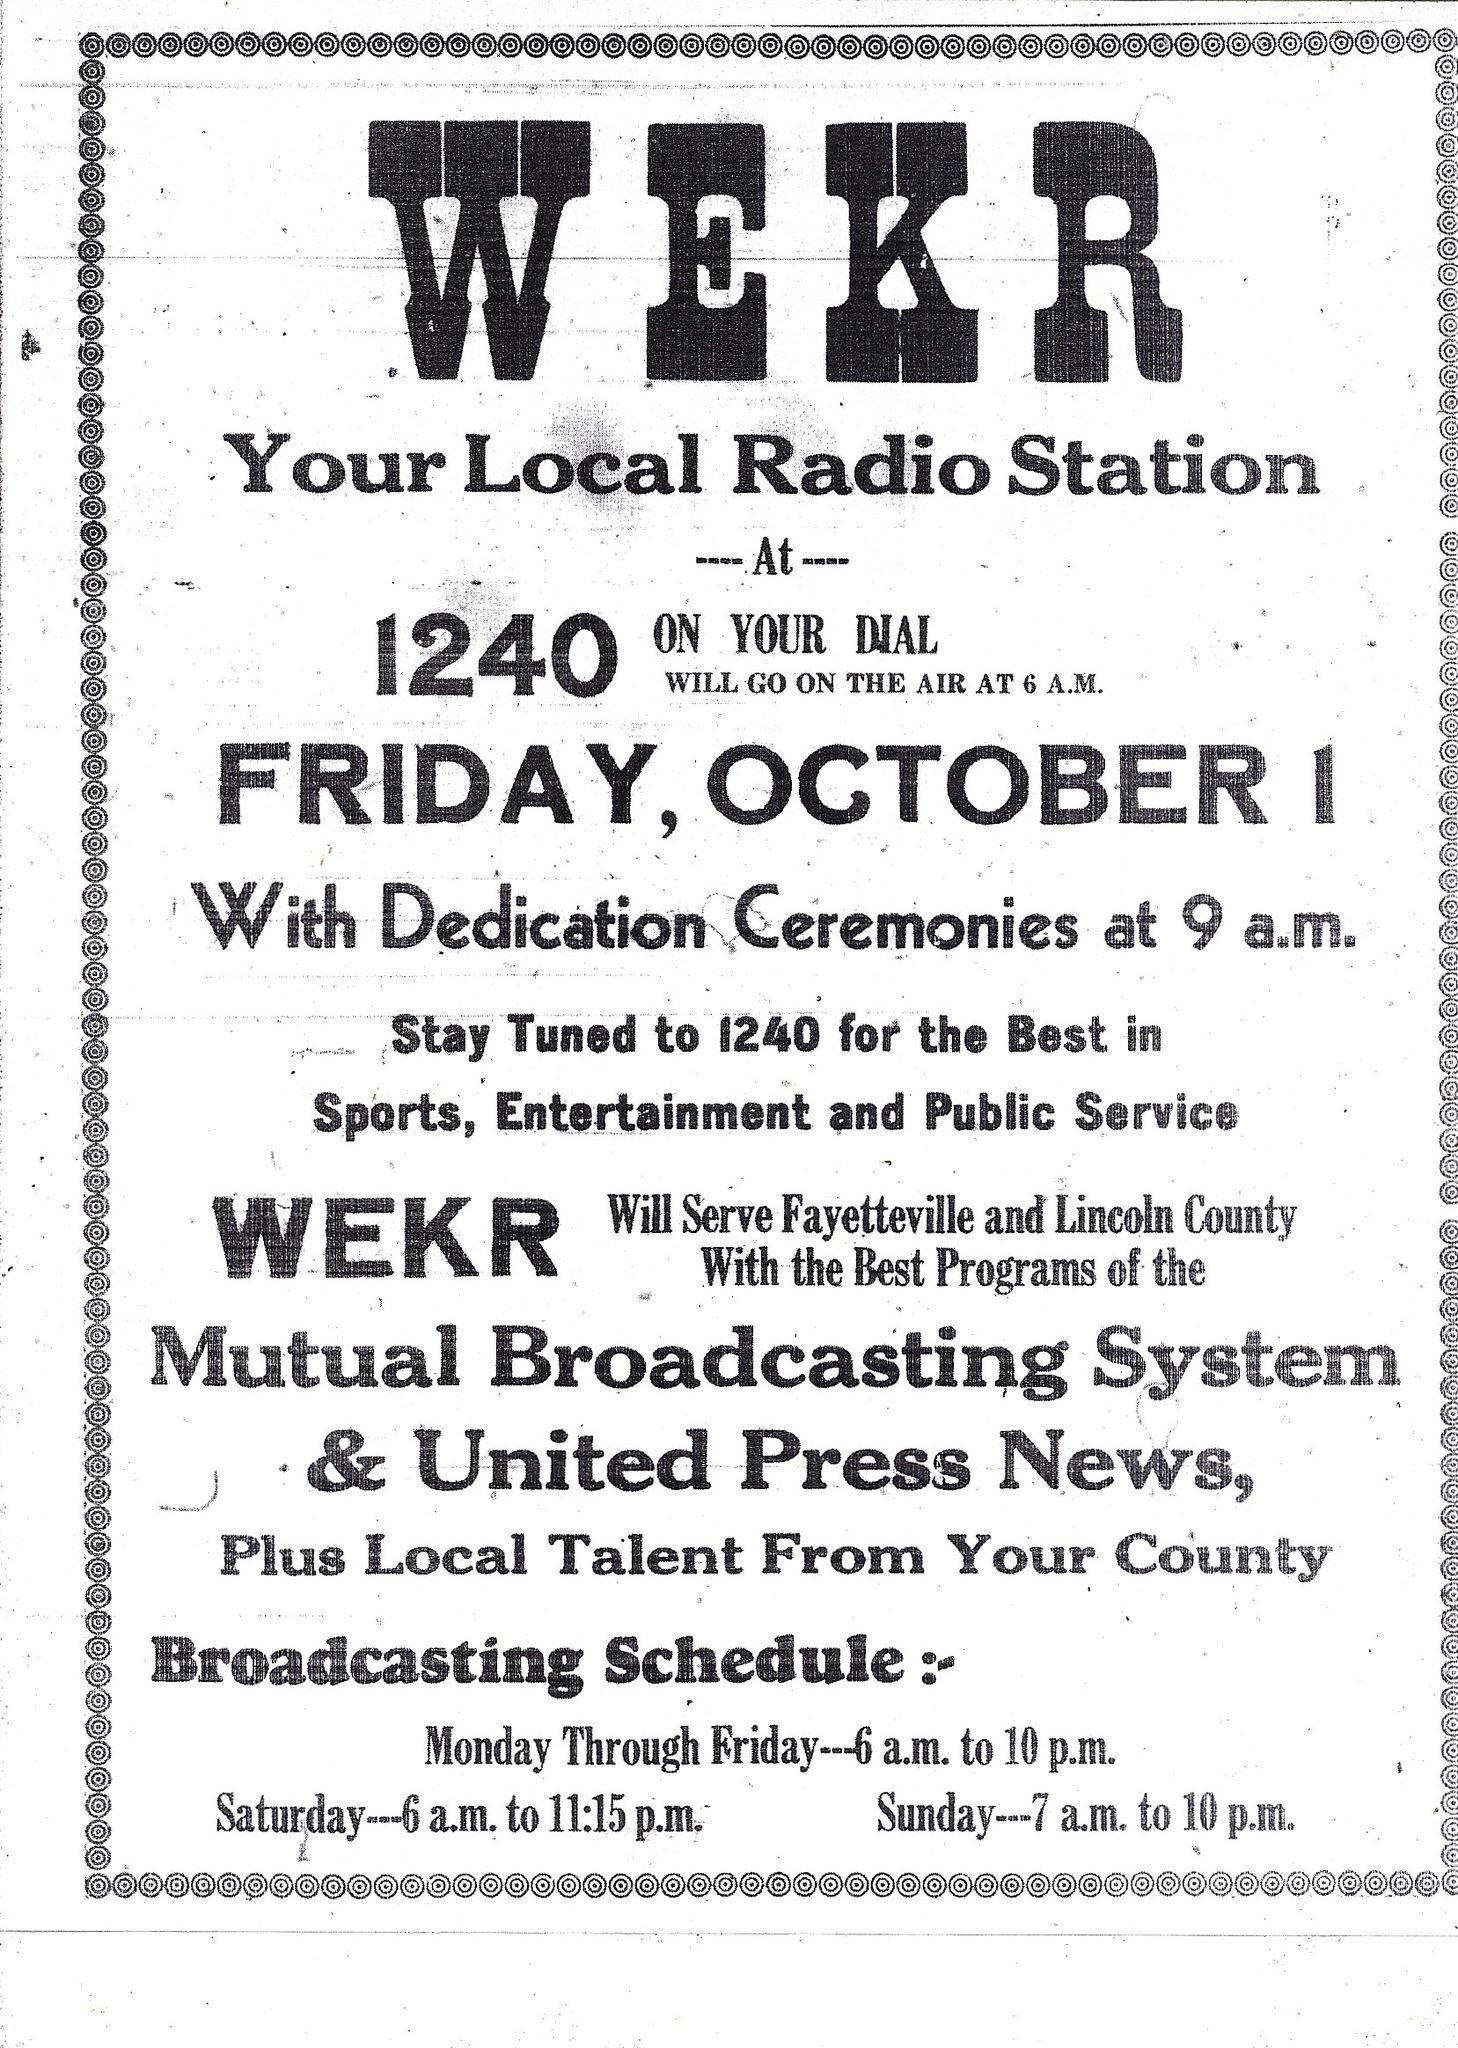 WEKR
Your Local Radio Station
---- At ----
1240 ON YOUR DIAL
WILL GO ON THE AIR AT 6 A.M.
FRIDAY, OCTOBER 1
With Dedication Ceremonies at 9 a.m.
Stay Tuned to 1240 for the Best in
Sports, Entertainment and Public Service
WEKR Will Serve Fayetteville and Lincoln County
With the Best Programs of the
Mutual Broadcasting System
& United Press News,
Plus Local Talent From Your County
Broadcasting Schedule :-
Monday Through Friday---6 a.m. to 10 p.m.
Saturday---6 a.m. to 11:15 p.m. Sunday---7 a.m. to 10 p.m.